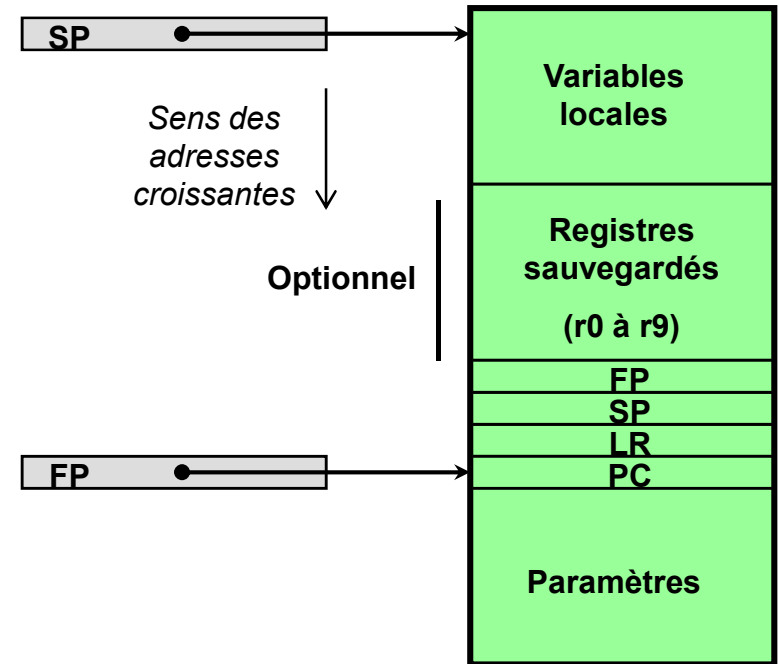 SP
Sens des
adresses
croissantes
Optionnel
FP
Variables
locales
Registres
sauvegardés
(r0 à r9)
FP
SP
LR
PC
Paramètres